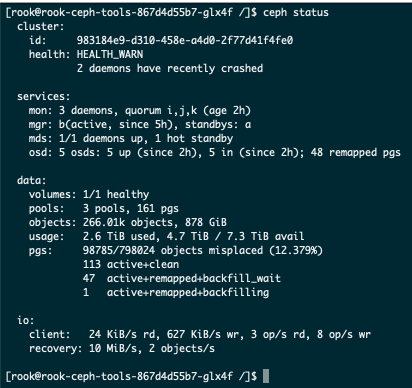 [rook@rook-ceph-tools-867d4d55b7-glx4f /]$ ceph status
  cluster:
    id:     983184e9-d310-458e-a4d0-2f77d41f4fe0
    health: HEALTH_WARN
            2 daemons have recently crashed

  services:
    mon: 3 daemons, quorum i,j,k (age 2h)
    mgr: b(active, since 5h), standbys: a
    mds: 1/1 daemons up, 1 hot standby
    osd: 5 osds: 5 up (since 2h), 5 in (since 2h); 48 remapped pgs

  data:
    volumes: 1/1 healthy
    pools:   3 pools, 161 pgs
    objects: 266.01k objects, 878 GiB
    usage:   2.6 TiB used, 4.7 TiB / 7.3 TiB avail
    pgs:     98785/798024 objects misplaced (12.379%)
             113 active+clean
             47  active+remapped+backfill_wait
             1   active+remapped+backfilling

  io:
    client:   24 KiB/s rd, 627 KiB/s wr, 3 op/s rd, 8 op/s wr
    recovery: 10 MiB/s, 2 objects/s

[rook@rook-ceph-tools-867d4d55b7-glx4f /]$